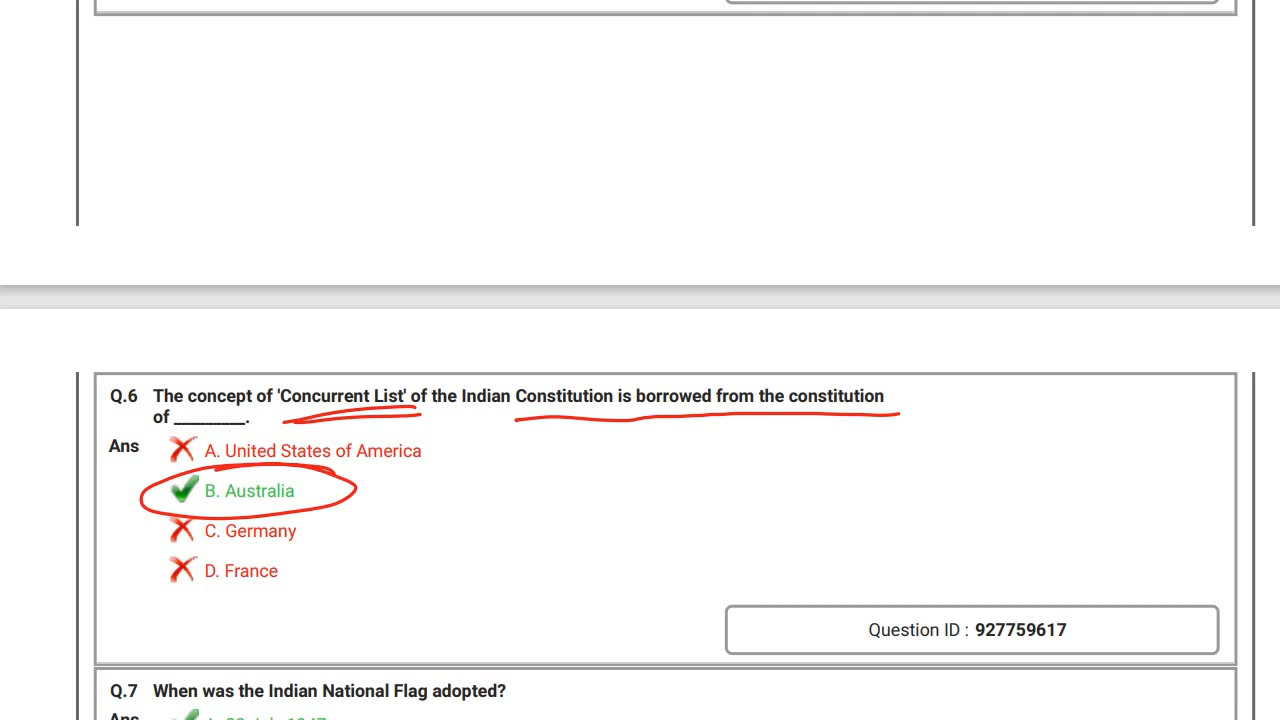 Q.6 The concept of 'Concurrent List' of the Indian Constitution is borrowed from the constitution
of ________.
Ans A. United States of America
B. Australia
C. Germany
D. France
Question ID : 927759617
Q.7 When was the Indian National Flag adopted?
Ans